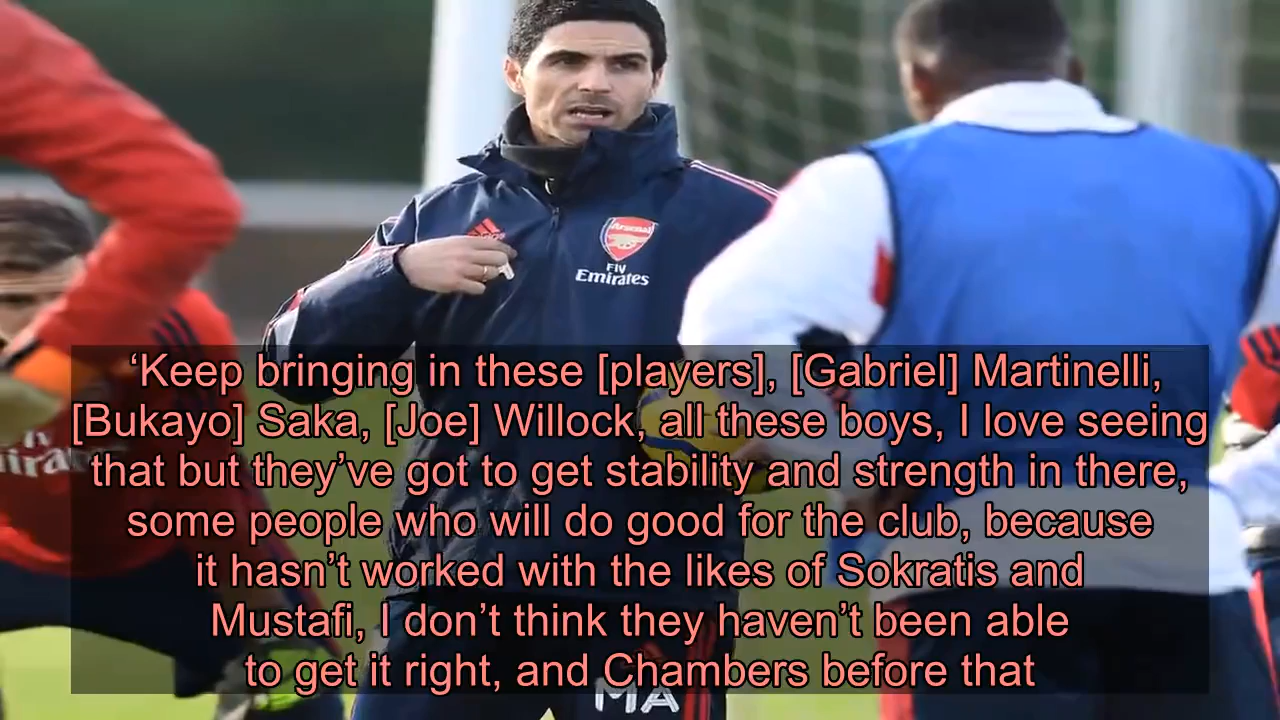 Arsenal
Fly
Emirates
‘Keep bringing in these [players], [Gabriel] Martinelli,
[Bukayo] Saka, [Joe] Willock, all these boys, I love seeing
that but they’ve got to get stability and strength in there,
some people who will do good for the club, because
it hasn’t worked with the likes of Sokratis and
Mustafi, I don’t think they haven’t been able
to get it right, and Chambers before that
MA